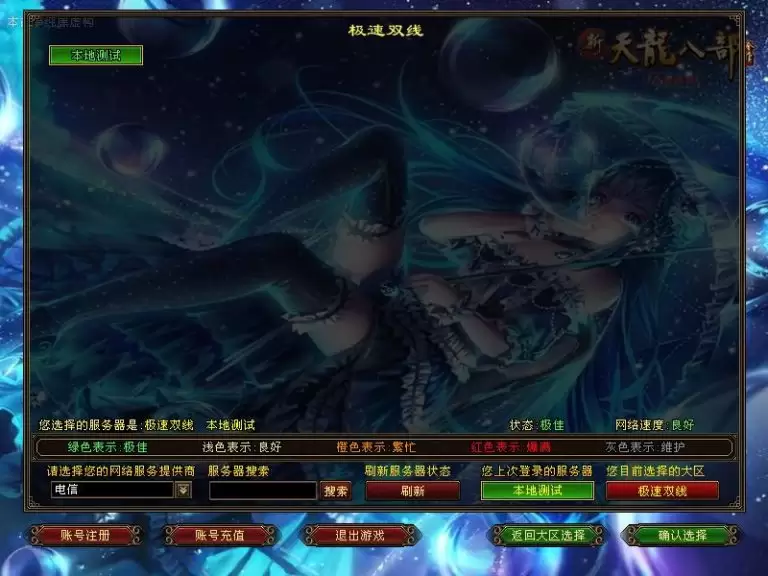 极速双线
新天龍八部
本地测试
您选择的服务器是:极速双线 本地测试 状态:极佳 网络速度:良好
绿色表示:极佳 浅色表示:良好 橙色表示:繁忙 红色表示:爆满 灰色表示:维护
请选择您的网络服务提供商 服务器搜索 刷新服务器状态 您上次登录的服务器 您目前选择的大区
电信 搜索 刷新 本地测试 极速双线
账号注册 账号充值 退出游戏 返回大区选择 确认选择